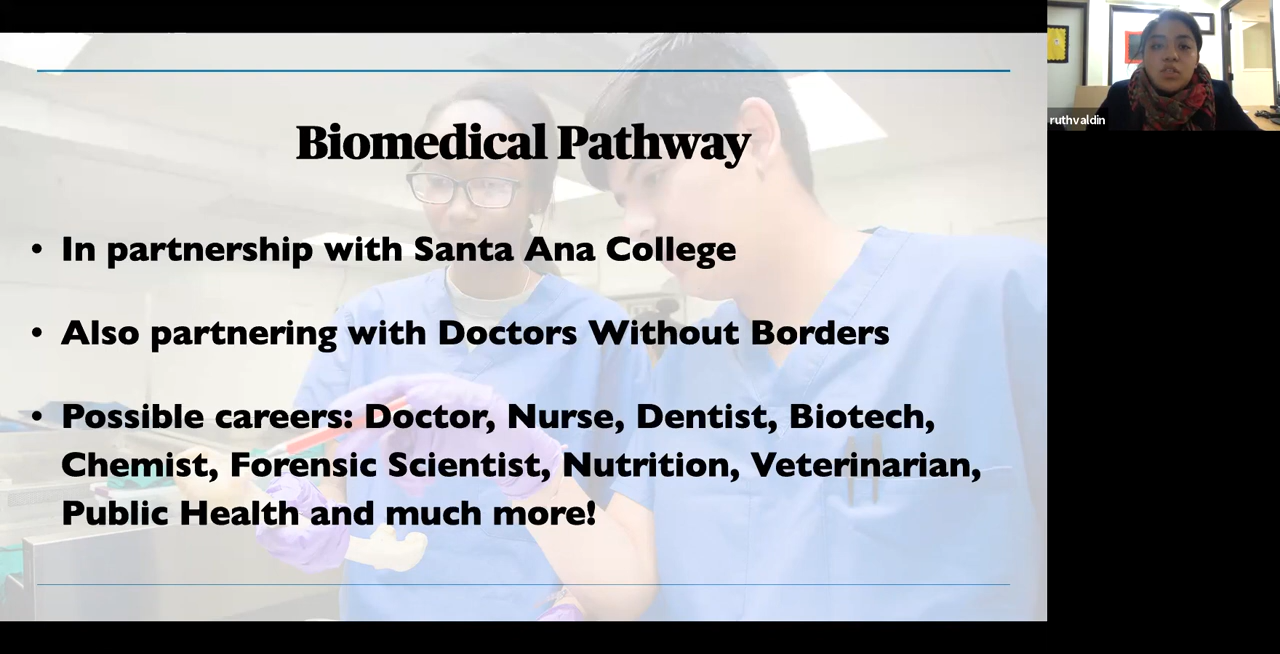 Biomedical Pathway
• In partnership with Santa Ana College
• Also partnering with Doctors Without Borders
• Possible careers: Doctor, Nurse, Dentist, Biotech,
Chemist, Forensic Scientist, Nutrition, Veterinarian,
Public Health and much more!
ruthvaldin